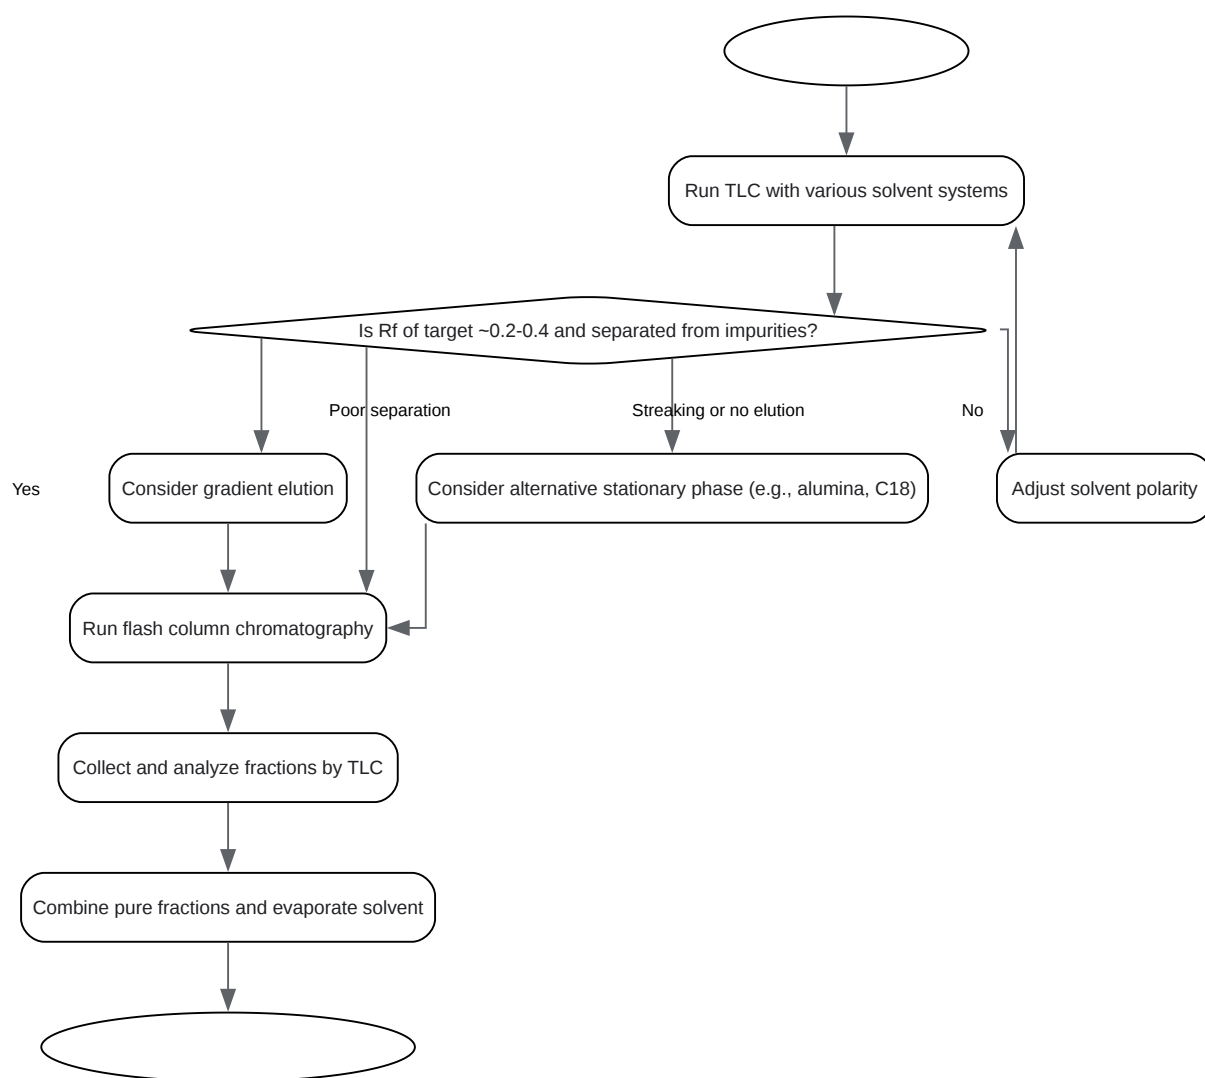 Run TLC with various solvent systems
Is Rf of target ~0.2-0.4 and separated from impurities?
Poor separation
Streaking or no elution
No
Yes
Consider gradient elution
Consider alternative stationary phase (e.g., alumina, C18)
Adjust solvent polarity
Run flash column chromatography
Collect and analyze fractions by TLC
Combine pure fractions and evaporate solvent